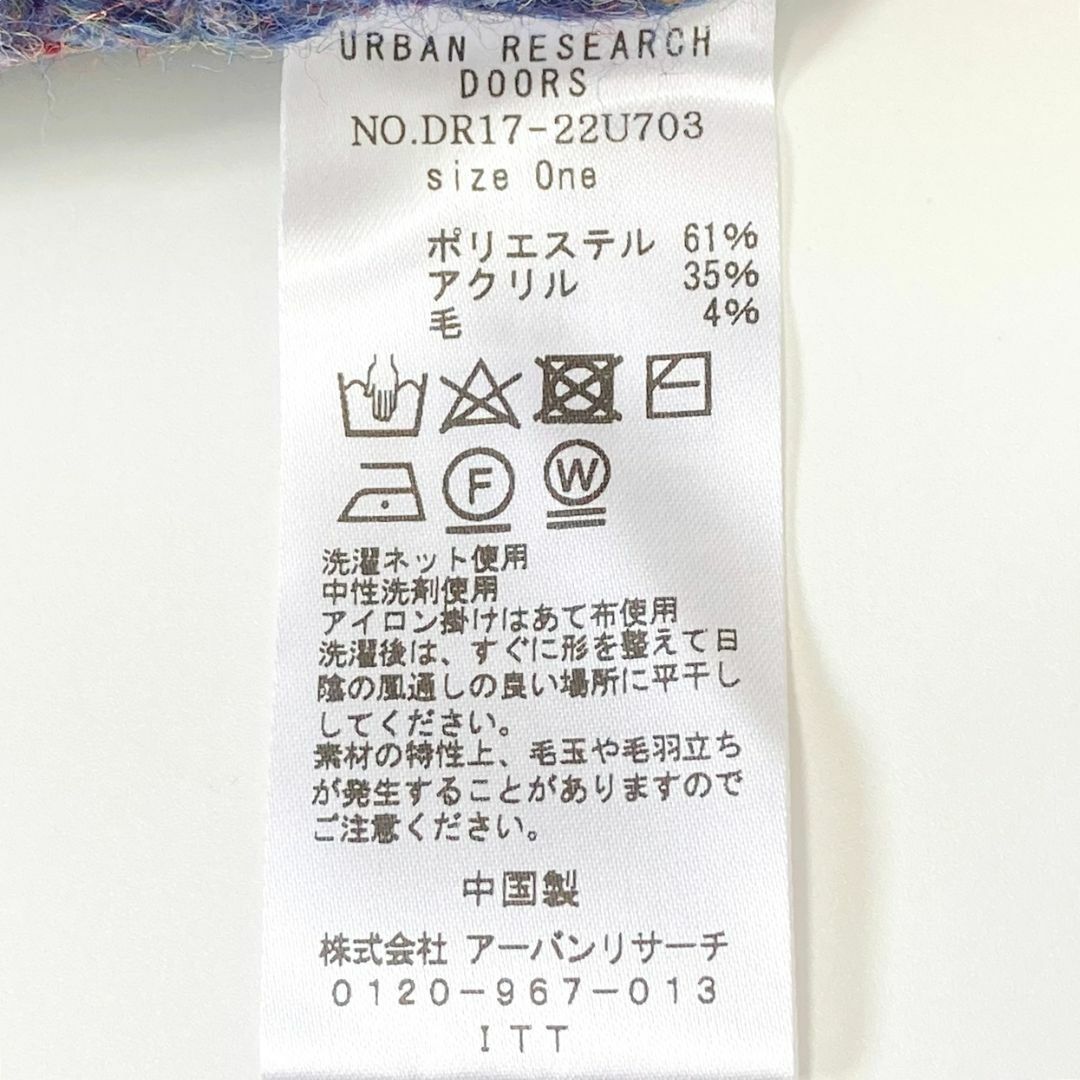 URBAN RESEARCH
DOORS
NO.DR17-22U703
size One
ポリエステル 61%
アクリル 35%
毛 4%
F W
洗濯ネット使用
中性洗剤使用
アイロン掛けはあて布使用
洗濯後は、すぐに形を整えて日
陰の風通しの良い場所に平干し
してください。
素材の特性上、毛玉や毛羽立ち
が発生することがありますので
ご注意ください。
中国製
株式会社 アーバンリサーチ
0120-967-013
ITT